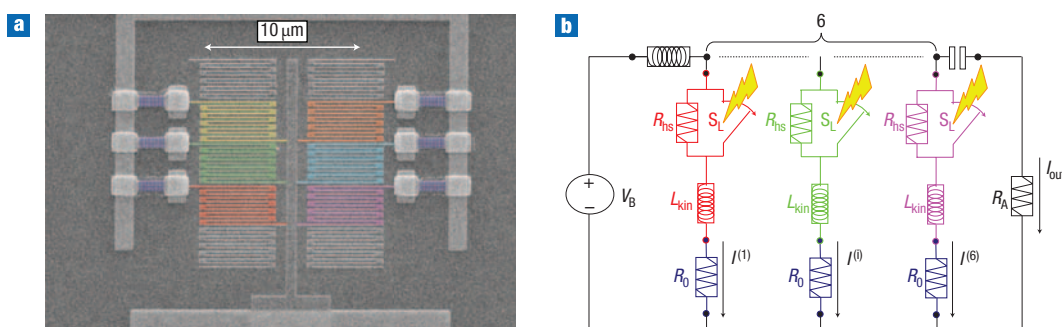 a
10 μm
b
6
R_hs
S_L
R_hs
S_L
R_hs
S_L
V_B
L_kin
L_kin
L_kin
R_A
I_out
R_0
I^(1)
R_0
I^(i)
R_0
I^(6)